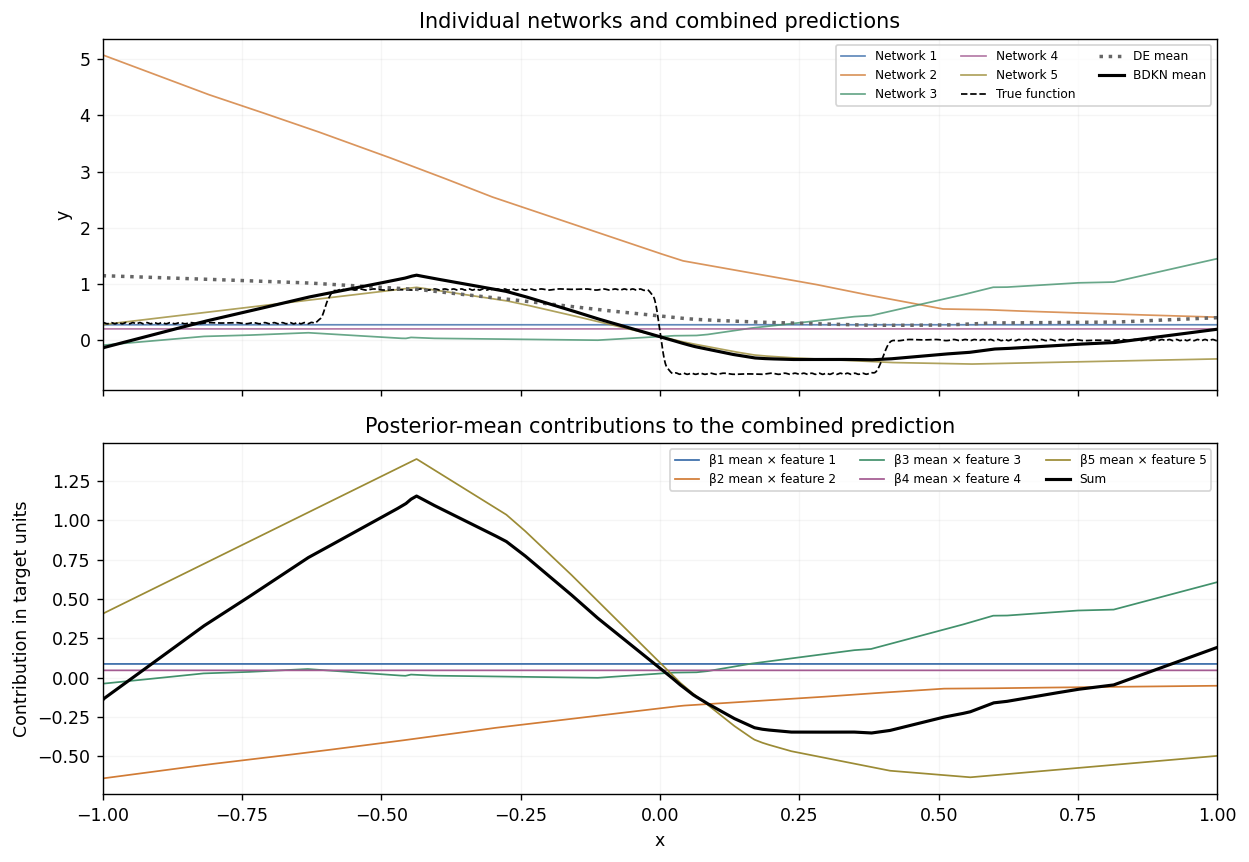 Individual networks and combined predictions
5
4
3
2
1
0
y
Network 1
Network 2
Network 3
Network 4
Network 5
True function
DE mean
BDKN mean
Posterior-mean contributions to the combined prediction
1.25
1.00
0.75
0.50
0.25
0.00
−0.25
−0.50
Contribution in target units
β1 mean × feature 1
β2 mean × feature 2
β3 mean × feature 3
β4 mean × feature 4
β5 mean × feature 5
Sum
−1.00 −0.75 −0.50 −0.25 0.00 0.25 0.50 0.75 1.00
x